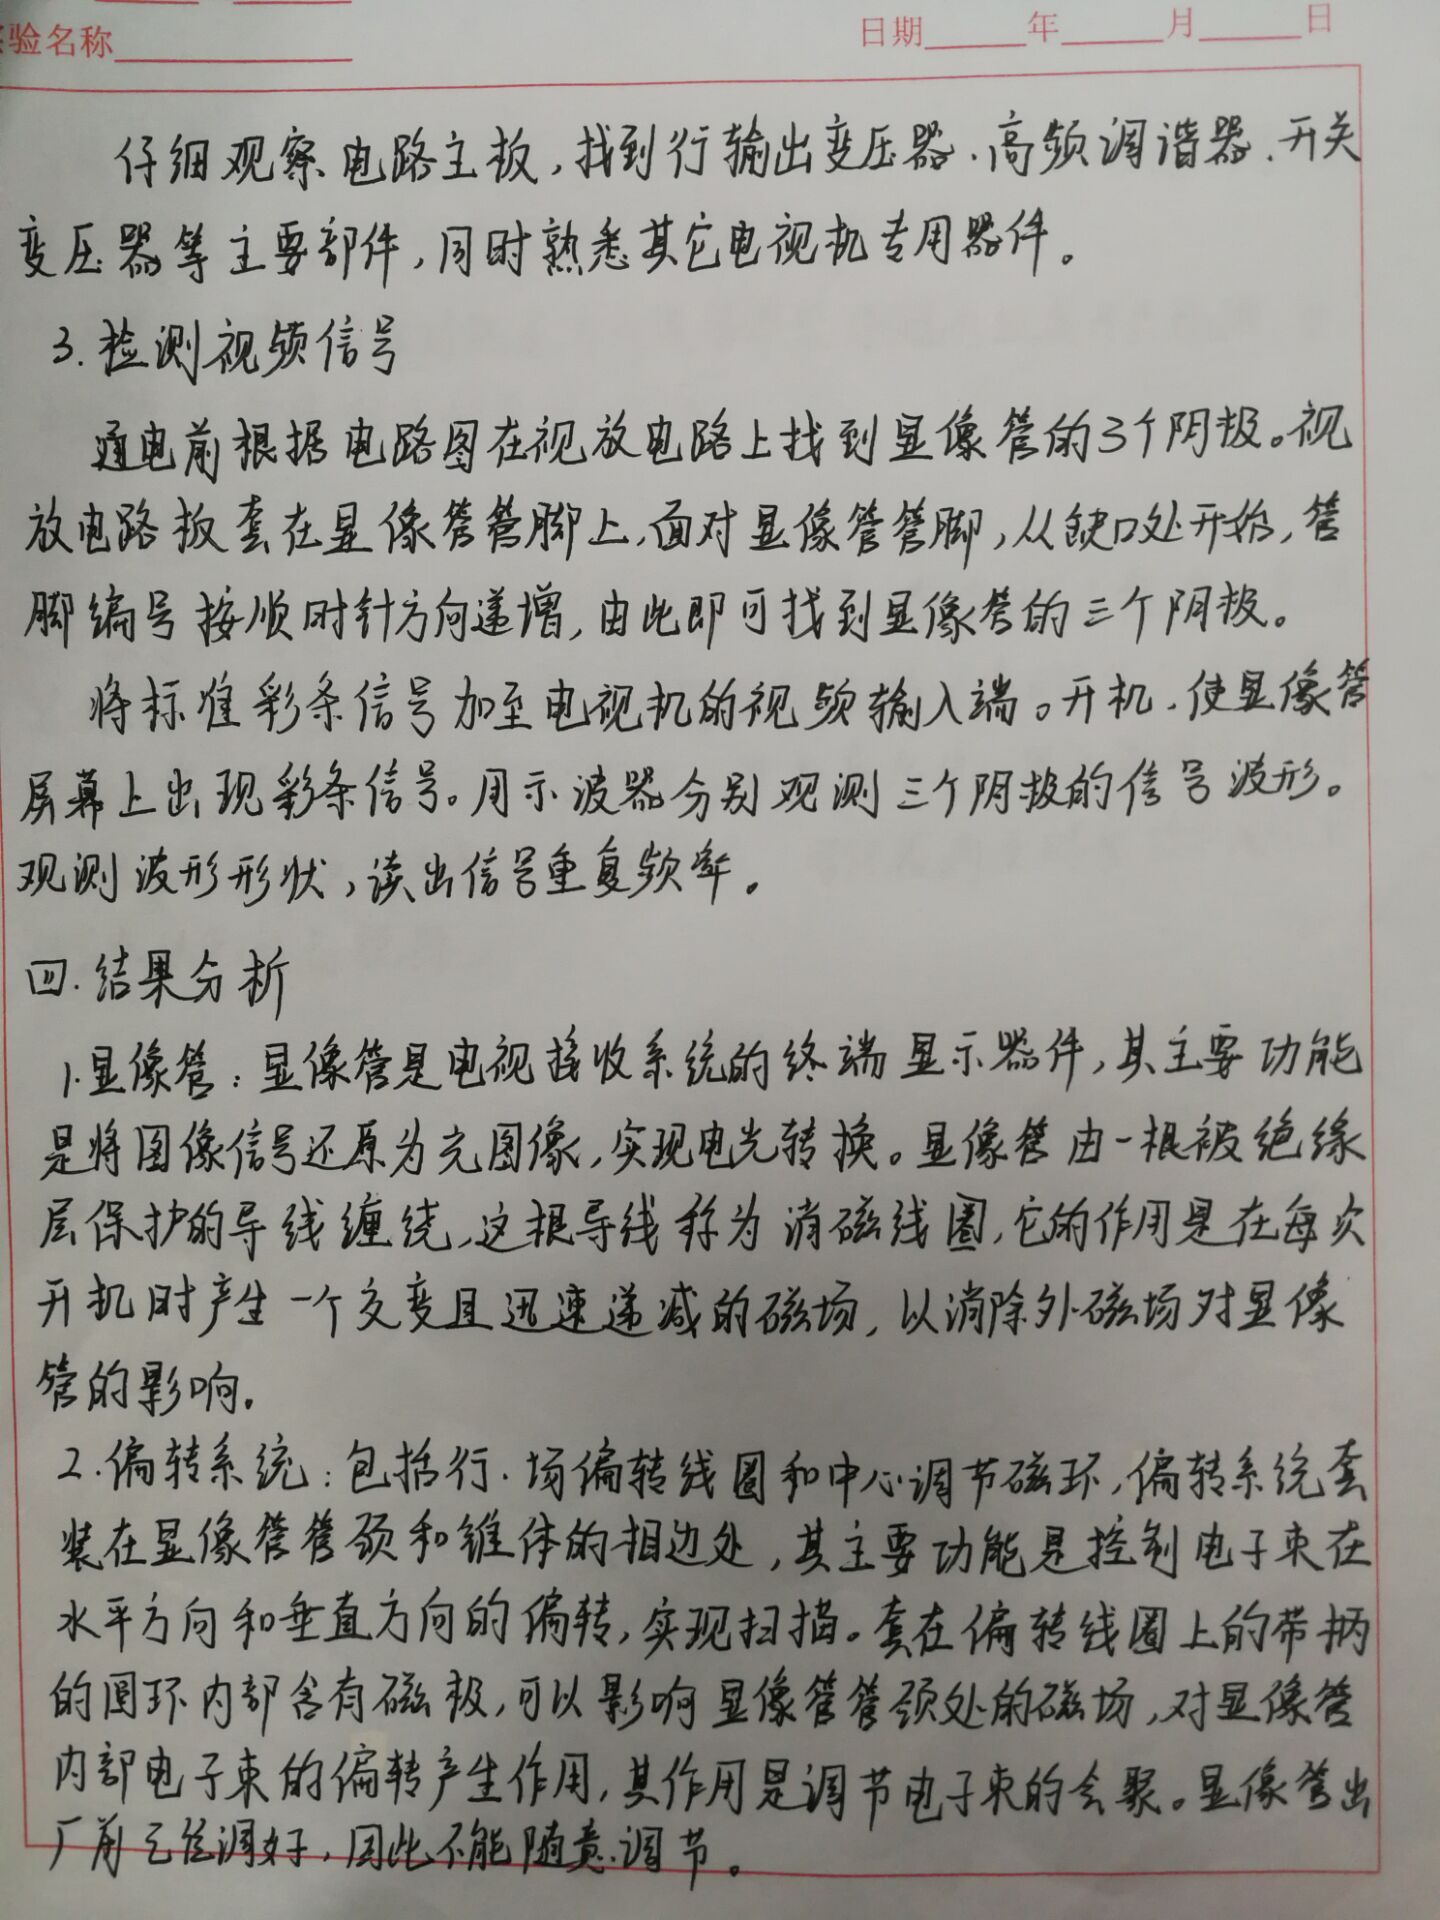 验名称 日期 年 月 日
仔细观察电路主板，找到行输出变压器、高频调谐器、开关
变压器等主要部件，同时熟悉其它电视机专用器件。
3.检测视频信号
通电前根据电路图在视放电路上找到显像管的3个阴极。视
放电路板套在显像管管脚上，面对显像管管脚，从缺口处开始，管
脚编号按顺时针方向递增，由此即可找到显像管的三个阴极。
将标准彩条信号加至电视机的视频输入端。开机，使显像管
屏幕上出现彩条信号。用示波器分别观测三个阴极的信号波形。
观测波形形状，读出信号重复频率。
四.结果分析
1.显像管：显像管是电视接收系统的终端显示器件，其主要功能
是将图像信号还原为光图像，实现电光转换。显像管由一根被绝缘
层保护的导线缠绕，这根导线称为消磁线圈，它的作用是在每次
开机时产生一个交变且迅速递减的磁场，以消除外磁场对显像
管的影响。
2.偏转系统：包括行、场偏转线圈和中心调节磁环，偏转系统套
装在显像管管颈和锥体的相边处，其主要功能是控制电子束在
水平方向和垂直方向的偏转，实现扫描。套在偏转线圈上的带柄
的圆环内部含有磁极，可以影响显像管管颈处的磁场，对显像管
内部电子束的偏转产生作用，其作用是调节电子束的会聚。显像管出
厂前已经调好，因此不能随意调节。